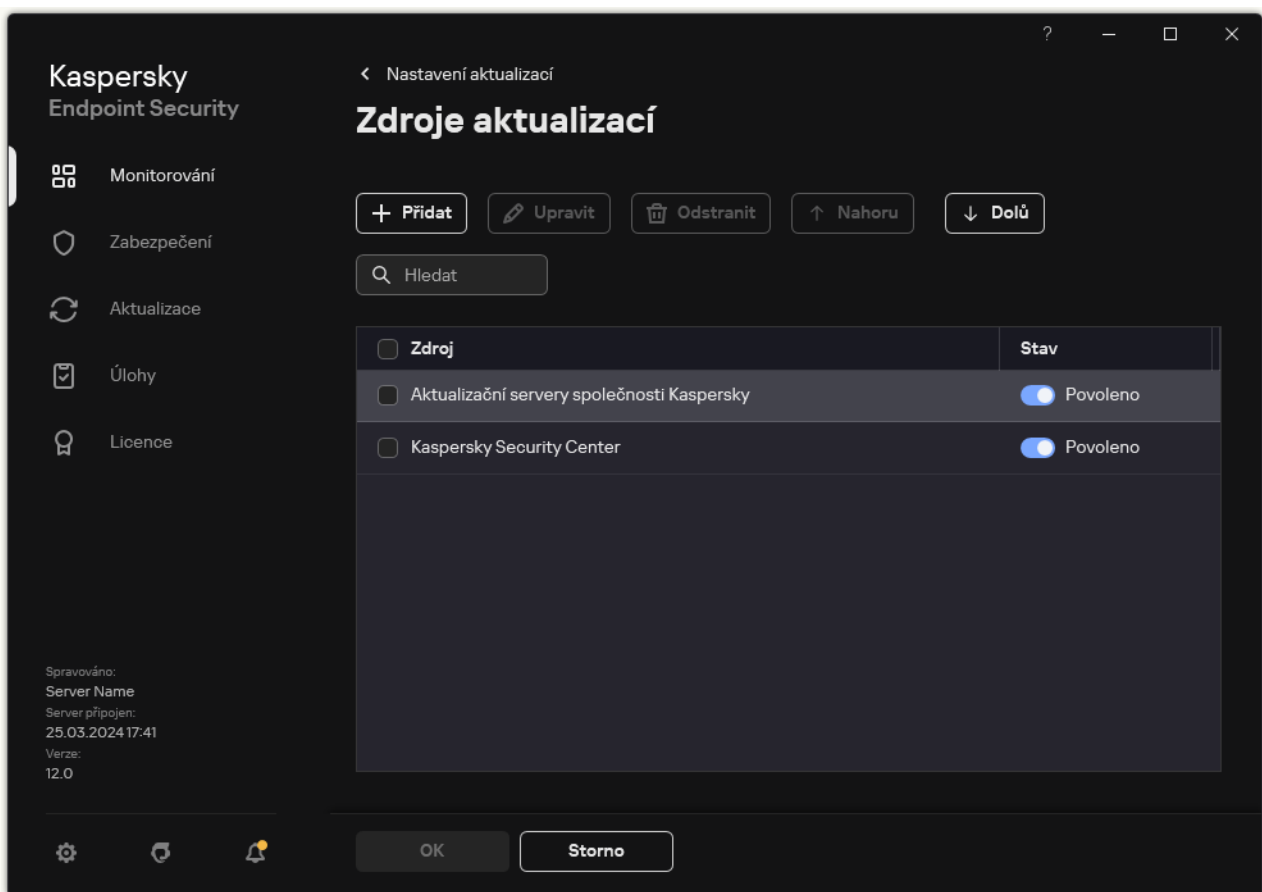 ?
Kaspersky
Endpoint Security
Monitorování
Zabezpečení
Aktualizace
Úlohy
Licence
Spravováno:
Server Name
Server připojen:
25.03.2024 17:41
Verze:
12.0
Nastavení aktualizací
Zdroje aktualizací
Přidat Upravit Odstranit Nahoru Dolů
Hledat
Zdroj Stav
Aktualizační servery společnosti Kaspersky Povoleno
Kaspersky Security Center Povoleno
OK Storno